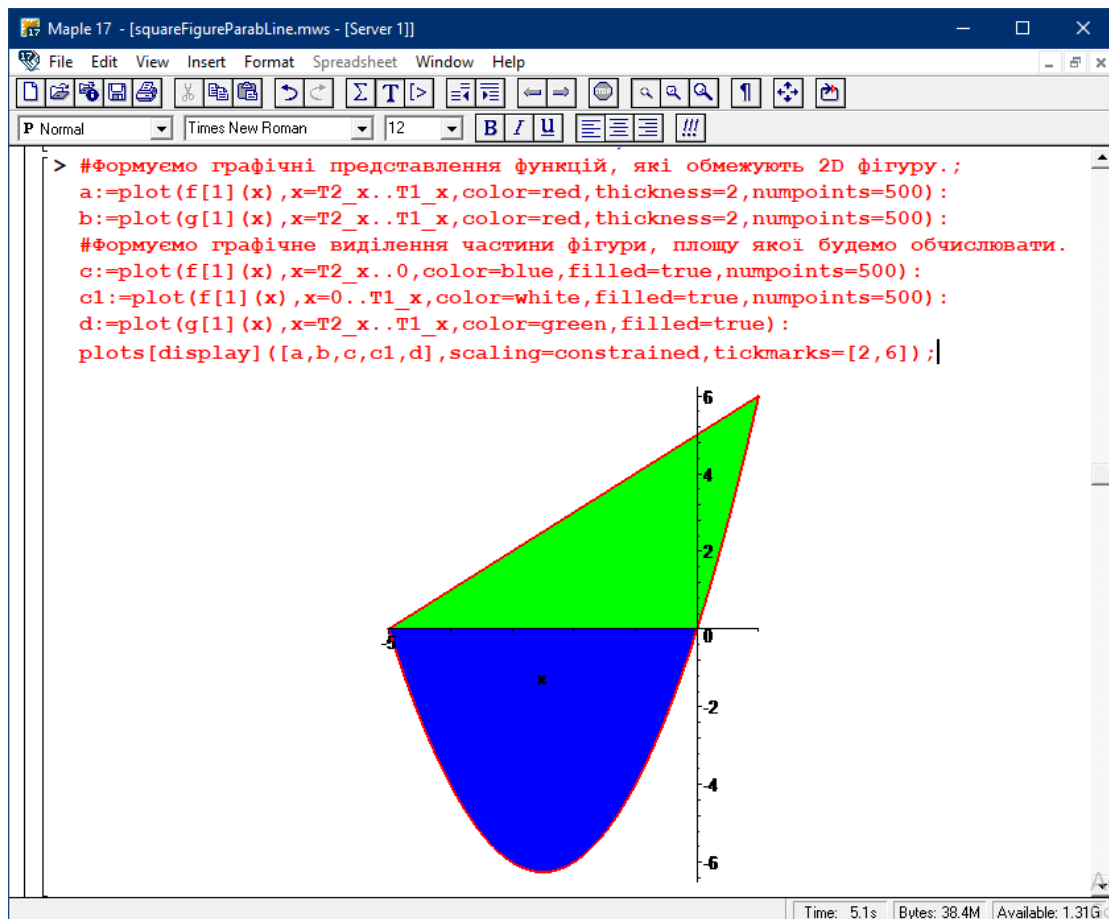 Maple 17 - [squareFigureParabLine.mws - [Server 1]]
File Edit View Insert Format Spreadsheet Window Help
P Normal Times New Roman 12 B I U !!!
> #Формуємо графічні представлення функцій, які обмежують 2D фігуру.;
a:=plot(f[1](x),x=T2_x..T1_x,color=red,thickness=2,numpoints=500):
b:=plot(g[1](x),x=T2_x..T1_x,color=red,thickness=2,numpoints=500):
#Формуємо графічне виділення частини фігури, площу якої будемо обчислювати.
c:=plot(f[1](x),x=T2_x..0,color=blue,filled=true,numpoints=500):
c1:=plot(f[1](x),x=0..T1_x,color=white,filled=true,numpoints=500):
d:=plot(g[1](x),x=T2_x..T1_x,color=green,filled=true):
plots[display]([a,b,c,c1,d],scaling=constrained,tickmarks=[2,6]);
6
4
2
-5 0
x
-2
-4
-6
Time: 5.1s Bytes: 38.4M Available: 1.31G